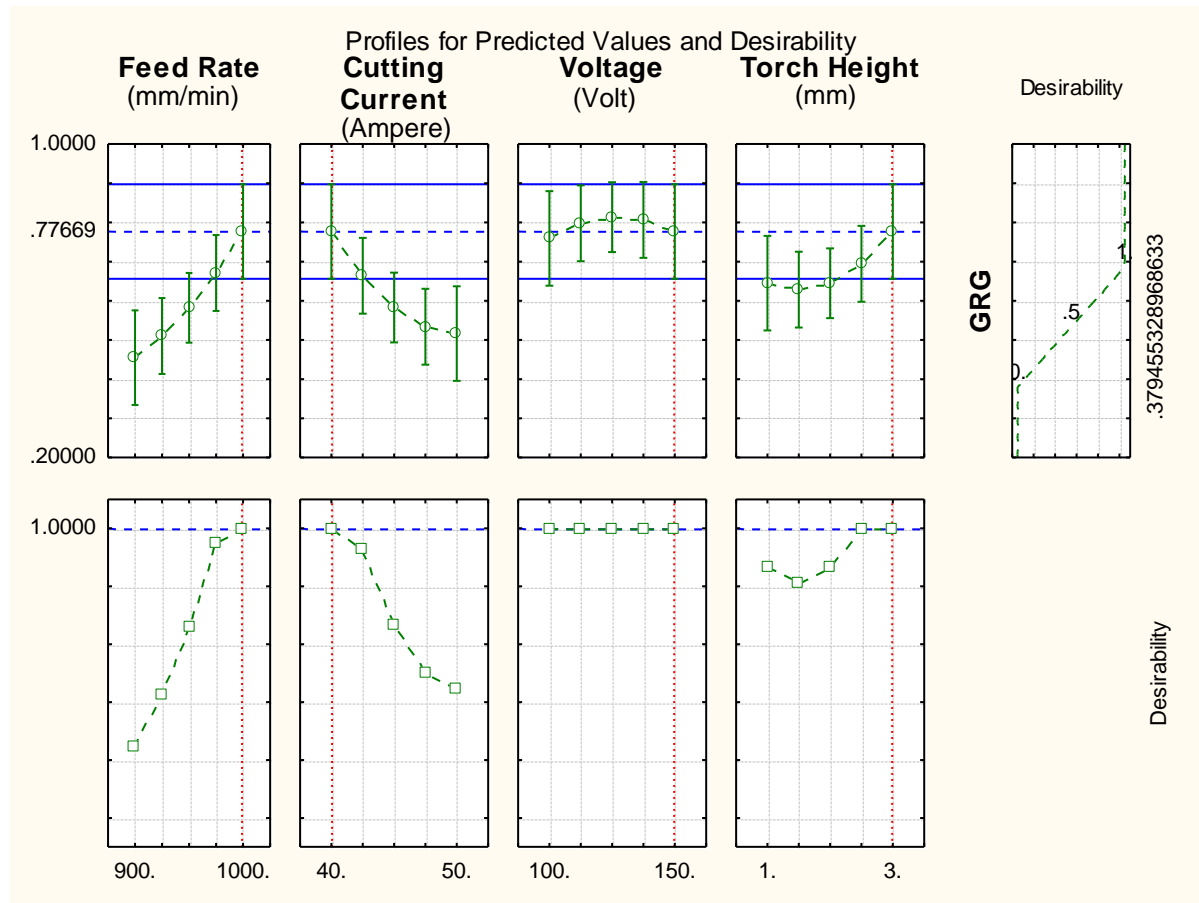 Profiles for Predicted Values and Desirability
Feed Rate
(mm/min)
Cutting
Current
(Ampere)
Voltage
(Volt)
Torch Height
(mm)
Desirability
1.0000
.77669
.20000
GRG
1.
.5
0.
.379455328968633
1.0000
Desirability
900.
1000.
40.
50.
100.
150.
1.
3.